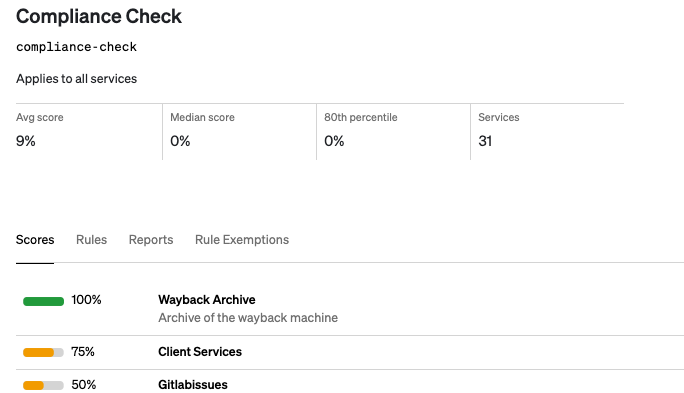 Compliance Check
compliance-check
Applies to all services
Avg score
Median score
80th percentile
Services
9%
0%
0%
31
Scores
Rules
Reports
Rule Exemptions
100%
Wayback Archive
Archive of the wayback machine
75%
Client Services
50%
Gitlabissues